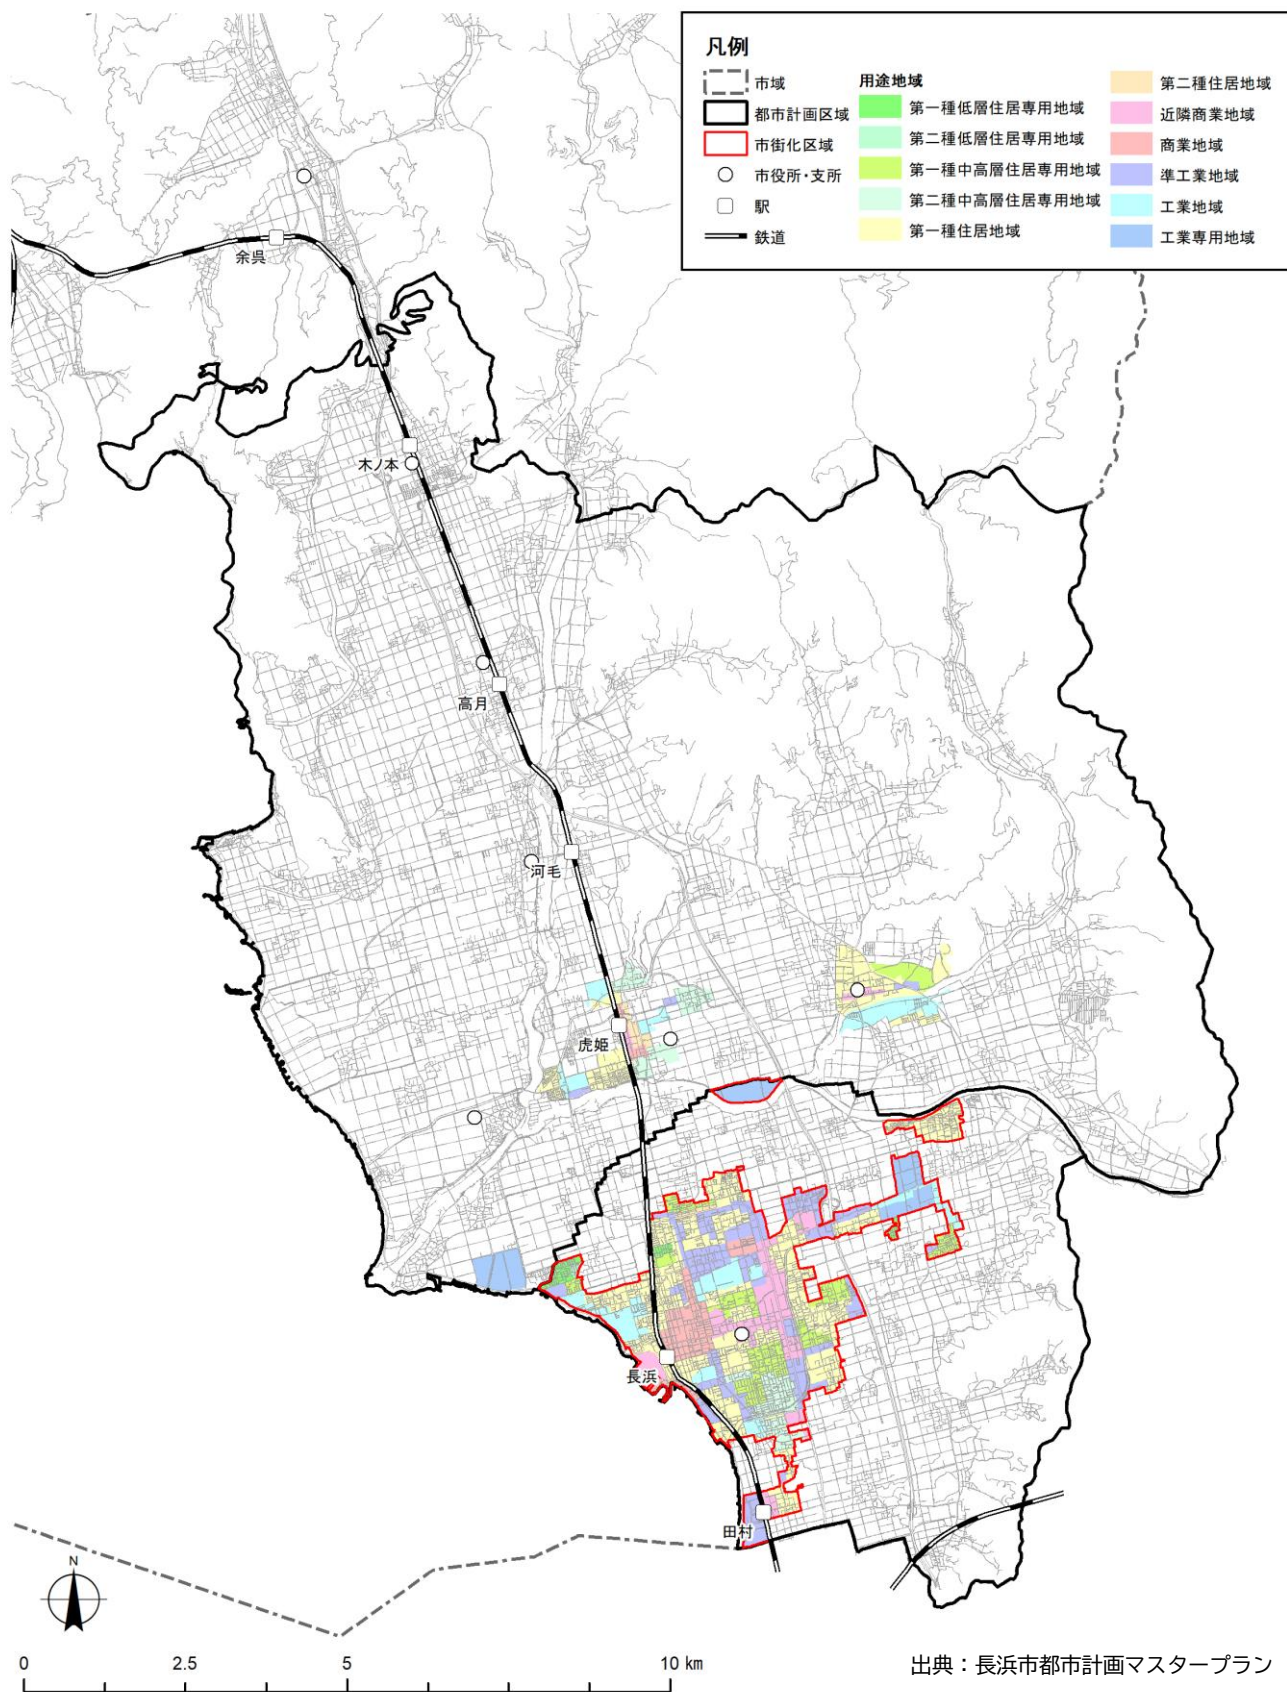 凡例
市域
都市計画区域
市街化区域
市役所・支所
駅
鉄道
用途地域
第一種低層住居専用地域
第二種低層住居専用地域
第一種中高層住居専用地域
第二種中高層住居専用地域
第一種住居地域
第二種住居地域
近隣商業地域
商業地域
準工業地域
工業地域
工業専用地域
余呉
木ノ本
高月
河毛
虎姫
長浜
田村
N
0 2.5 5 10 km
出典：長浜市都市計画マスタープラン